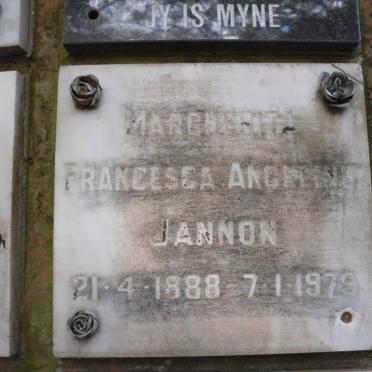 JY IS MYNE
MARGHERITA
FRANCESCA ANGELINA
JANNON
21·4·1888 7·1·1979
N